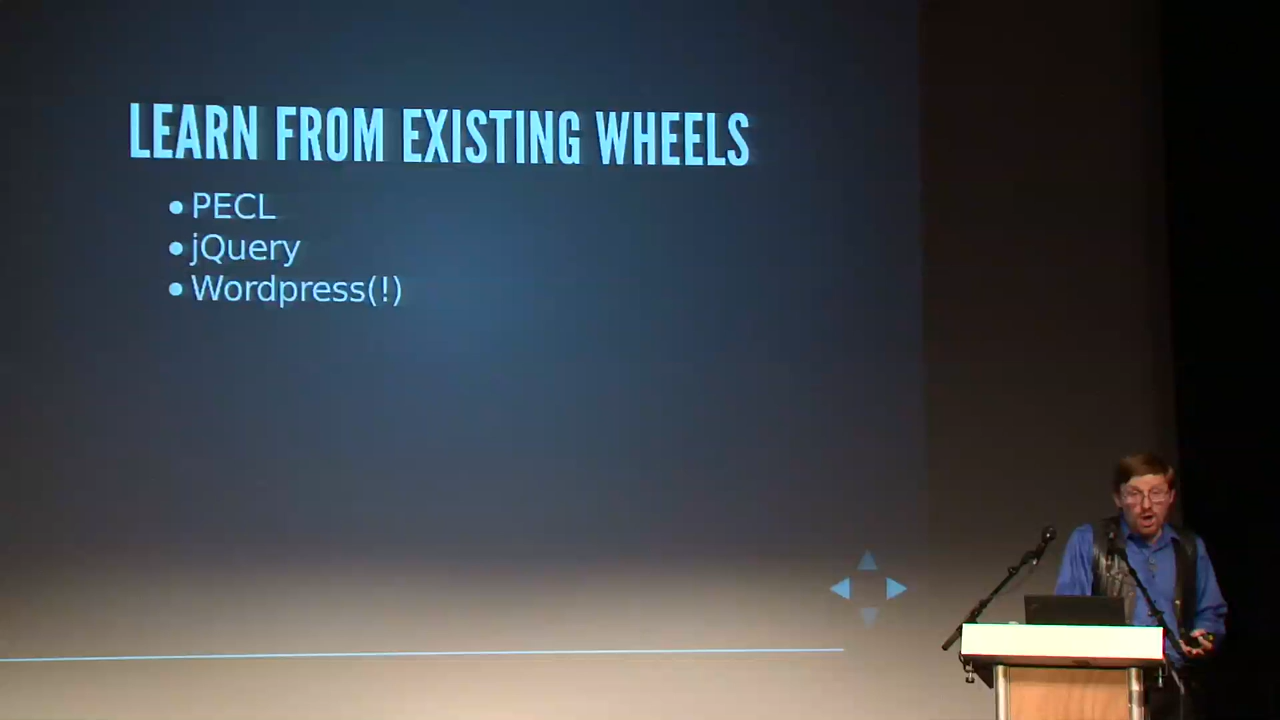 LEARN FROM EXISTING WHEELS
• PECL
• jQuery
• Wordpress(!)